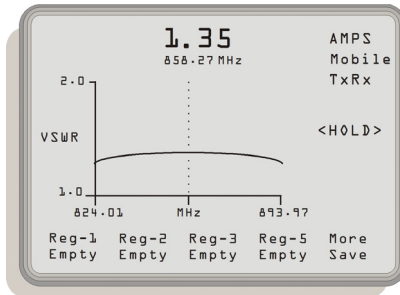 1.35
858.27 MHz
AMPS
Mobile
TxRx
<HOLD>
2.0
VSWR
1.0
824.01 MHz 893.97
Reg-1 Reg-2 Reg-3 Reg-5 More
Empty Empty Empty Empty Save